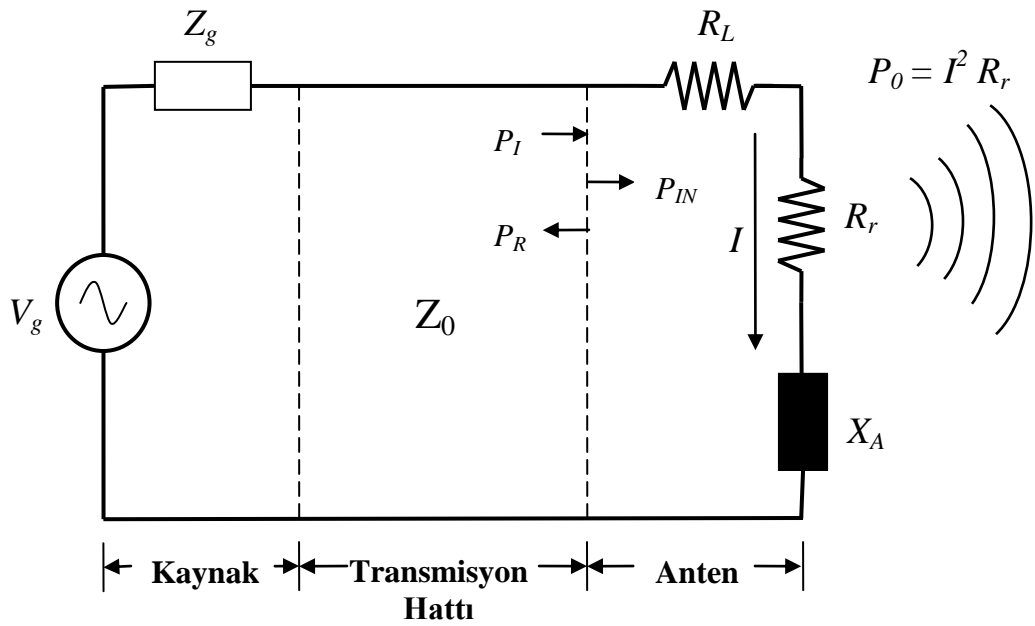 Z_g
R_L
P_0 = I^2 R_r
P_I
P_IN
P_R
I
R_r
V_g
Z_0
X_A
Kaynak
Transmisyon
Hattı
Anten